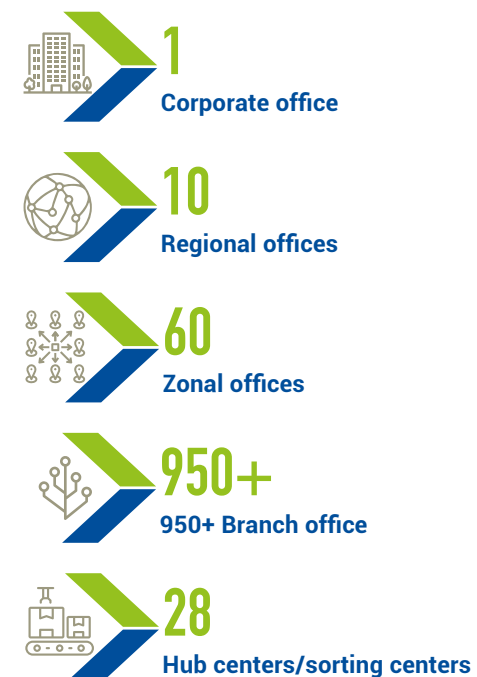 1
Corporate office
10
Regional offices
60
Zonal offices
950+
950+ Branch office
28
Hub centers/sorting centers